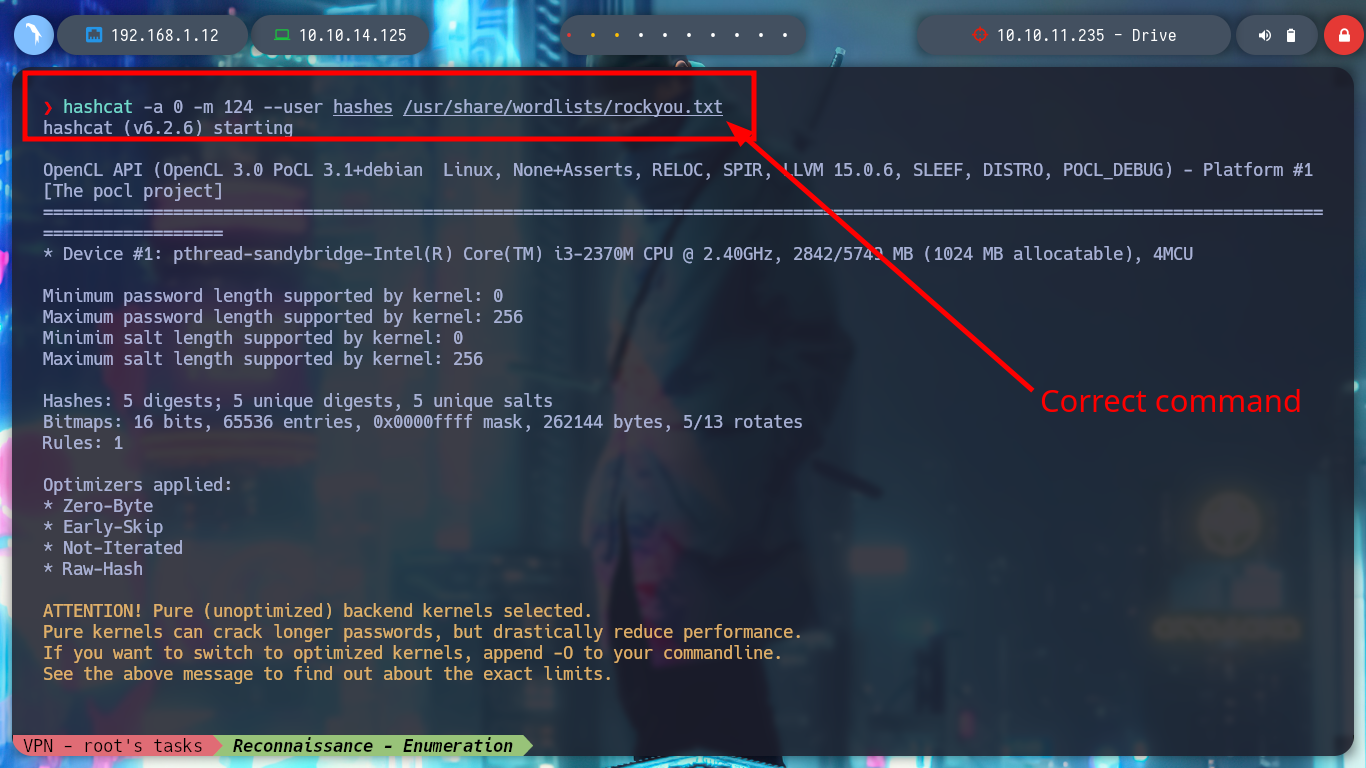 192.168.1.12
10.10.14.125
10.10.11.235 - Drive
❯ hashcat -a 0 -m 124 --user hashes /usr/share/wordlists/rockyou.txt
hashcat (v6.2.6) starting
OpenCL API (OpenCL 3.0 PoCL 3.1+debian  Linux, None+Asserts, RELOC, SPIR, LLVM 15.0.6, SLEEF, DISTRO, POCL_DEBUG) - Platform #1
[The pocl project]
================================================================================================================================
==================
* Device #1: pthread-sandybridge-Intel(R) Core(TM) i3-2370M CPU @ 2.40GHz, 2842/5749 MB (1024 MB allocatable), 4MCU
Minimum password length supported by kernel: 0
Maximum password length supported by kernel: 256
Minimim salt length supported by kernel: 0
Maximum salt length supported by kernel: 256
Correct command
Hashes: 5 digests; 5 unique digests, 5 unique salts
Bitmaps: 16 bits, 65536 entries, 0x0000ffff mask, 262144 bytes, 5/13 rotates
Rules: 1
Optimizers applied:
* Zero-Byte
* Early-Skip
* Not-Iterated
* Raw-Hash
ATTENTION! Pure (unoptimized) backend kernels selected.
Pure kernels can crack longer passwords, but drastically reduce performance.
If you want to switch to optimized kernels, append -O to your commandline.
See the above message to find out about the exact limits.
VPN - root's tasks
Reconnaissance - Enumeration